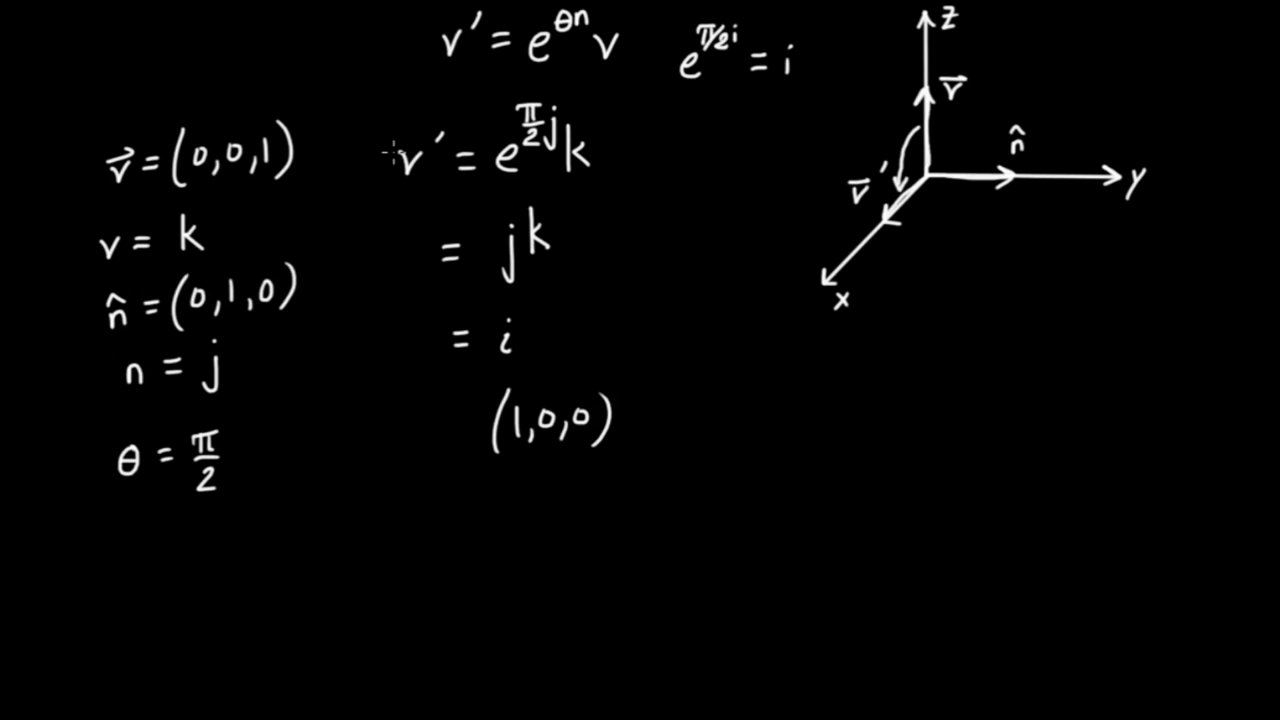 v' = e^{θn} v
e^{π/2 i} = i
v⃗ = (0,0,1)
v = k
n̂ = (0,1,0)
n = j
θ = π/2
v' = e^{π/2 j} k
= jk
= i
(1,0,0)
z
v⃗
n̂
y
v⃗'
x